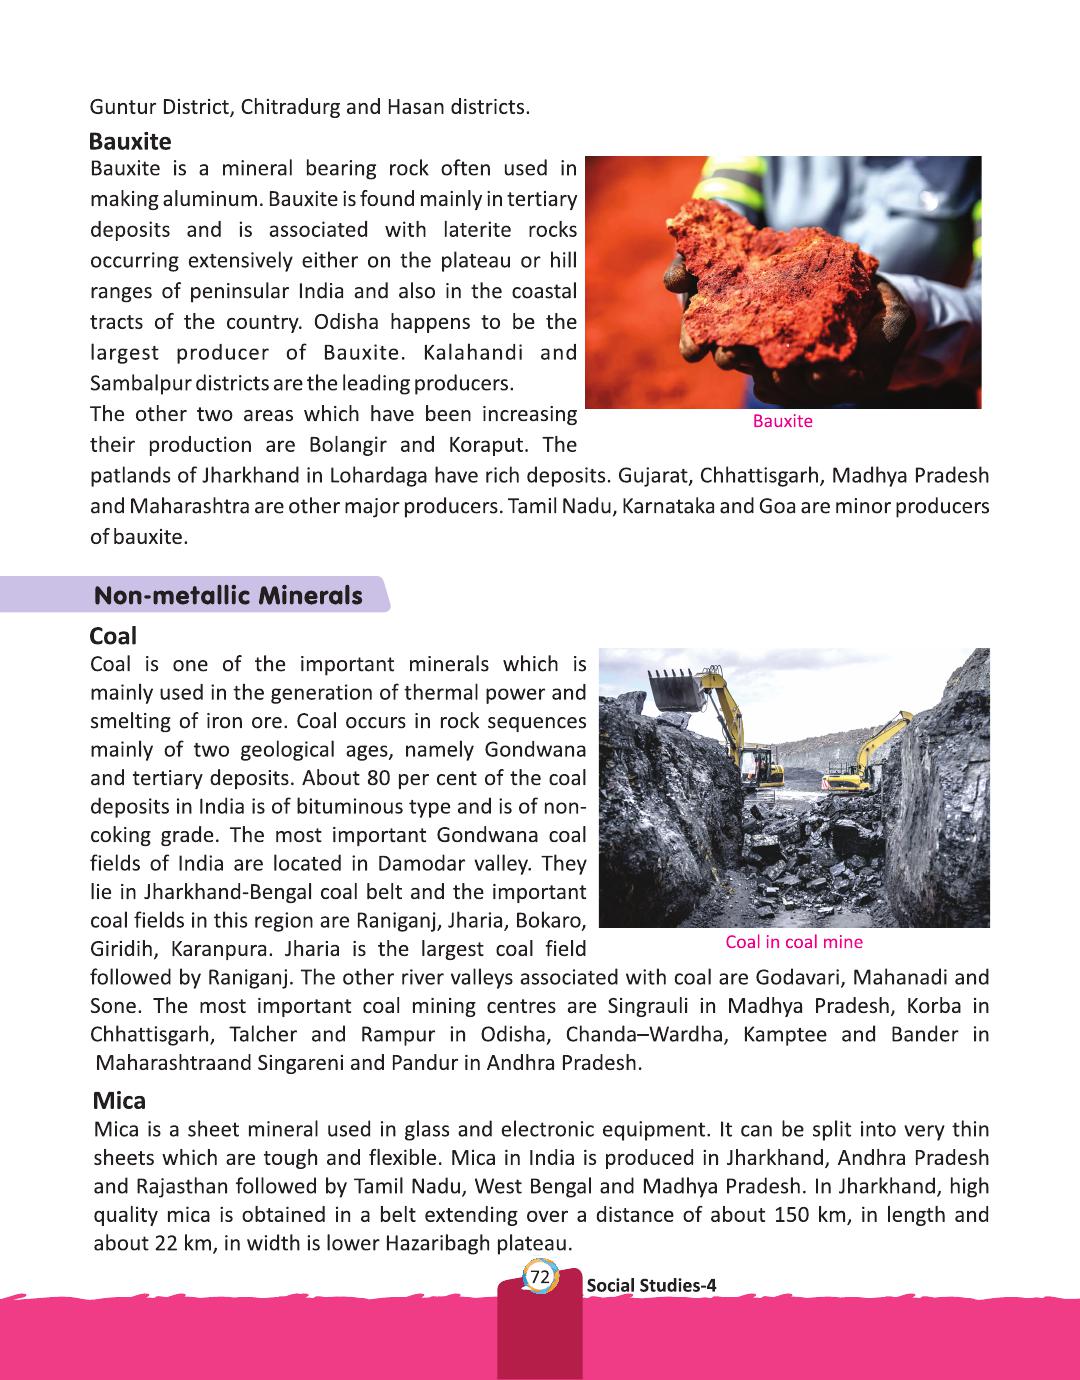 Guntur District, Chitradurg and Hasan districts.
Bauxite
Bauxite is a mineral bearing rock often used in
making aluminum. Bauxite is found mainly in tertiary
deposits and is associated with laterite rocks
occurring extensively either on the plateau or hill
ranges of peninsular India and also in the coastal
tracts of the country. Odisha happens to be the
largest producer of Bauxite. Kalahandi and
Sambalpur districts are the leading producers.
The other two areas which have been increasing
their production are Bolangir and Koraput. The
Bauxite
patlands of Jharkhand in Lohardaga have rich deposits. Gujarat, Chhattisgarh, Madhya Pradesh
and Maharashtra are other major producers. Tamil Nadu, Karnataka and Goa are minor producers
of bauxite.
Non-metallic Minerals
Coal
Coal is one of the important minerals which is
mainly used in the generation of thermal power and
smelting of iron ore. Coal occurs in rock sequences
mainly of two geological ages, namely Gondwana
and tertiary deposits. About 80 per cent of the coal
deposits in India is of bituminous type and is of non-
coking grade. The most important Gondwana coal
fields of India are located in Damodar valley. They
lie in Jharkhand-Bengal coal belt and the important
coal fields in this region are Raniganj, Jharia, Bokaro,
Giridih, Karanpura. Jharia is the largest coal field
Coal in coal mine
followed by Raniganj. The other river valleys associated with coal are Godavari, Mahanadi and
Sone. The most important coal mining centres are Singrauli in Madhya Pradesh, Korba in
Chhattisgarh, Talcher and Rampur in Odisha, Chanda–Wardha, Kamptee and Bander in
Maharashtraand Singareni and Pandur in Andhra Pradesh.
Mica
Mica is a sheet mineral used in glass and electronic equipment. It can be split into very thin
sheets which are tough and flexible. Mica in India is produced in Jharkhand, Andhra Pradesh
and Rajasthan followed by Tamil Nadu, West Bengal and Madhya Pradesh. In Jharkhand, high
quality mica is obtained in a belt extending over a distance of about 150 km, in length and
about 22 km, in width is lower Hazaribagh plateau.
72
Social Studies-4